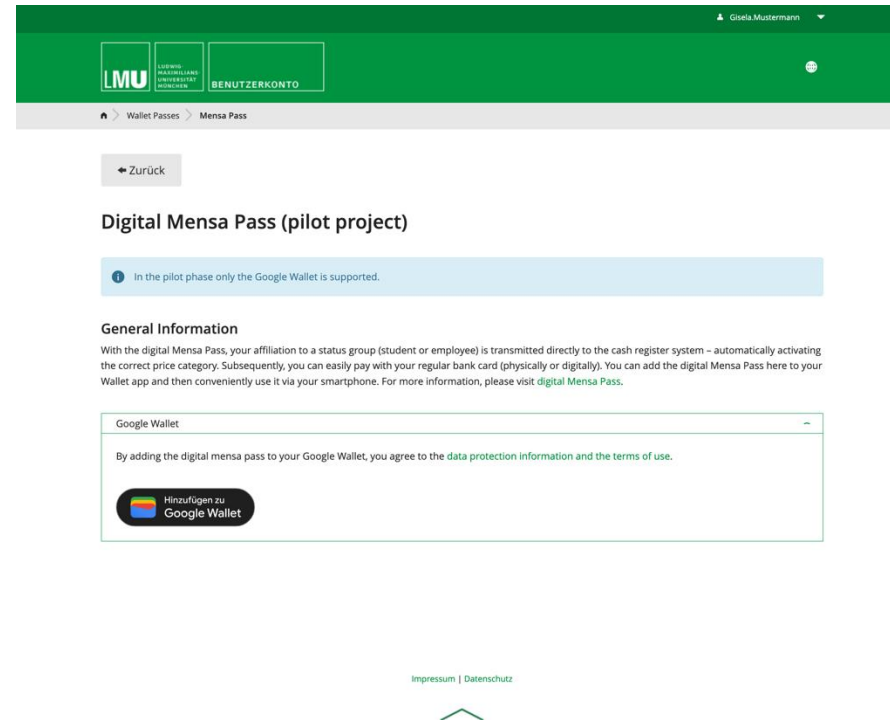 Gisela.Mustermann
LMU
LUDWIG-
MAXIMILIANS-
UNIVERSITÄT
MÜNCHEN
BENUTZERKONTO
Wallet Passes
Mensa Pass
Zurück
Digital Mensa Pass (pilot project)
In the pilot phase only the Google Wallet is supported.
General Information
With the digital Mensa Pass, your affiliation to a status group (student or employee) is transmitted directly to the cash register system – automatically activating
the correct price category. Subsequently, you can easily pay with your regular bank card (physically or digitally). You can add the digital Mensa Pass here to your
Wallet app and then conveniently use it via your smartphone. For more information, please visit digital Mensa Pass.
Google Wallet
By adding the digital mensa pass to your Google Wallet, you agree to the data protection information and the terms of use.
Hinzufügen zu
Google Wallet
Impressum | Datenschutz